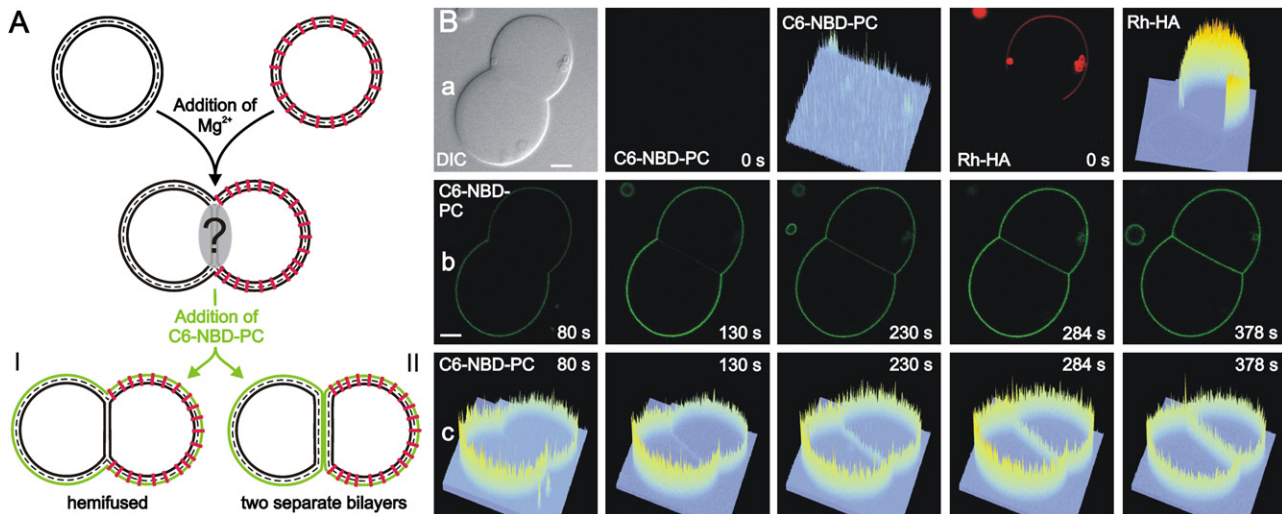 A
Addition of
Mg2+
?
Addition of
C6-NBD-PC
I
II
hemifused
two separate bilayers
B
a
DIC
C6-NBD-PC
0 s
C6-NBD-PC
Rh-HA
0 s
Rh-HA
C6-NBD-
PC
b
80 s
130 s
230 s
284 s
378 s
C6-NBD-PC
80 s
130 s
230 s
284 s
378 s
c